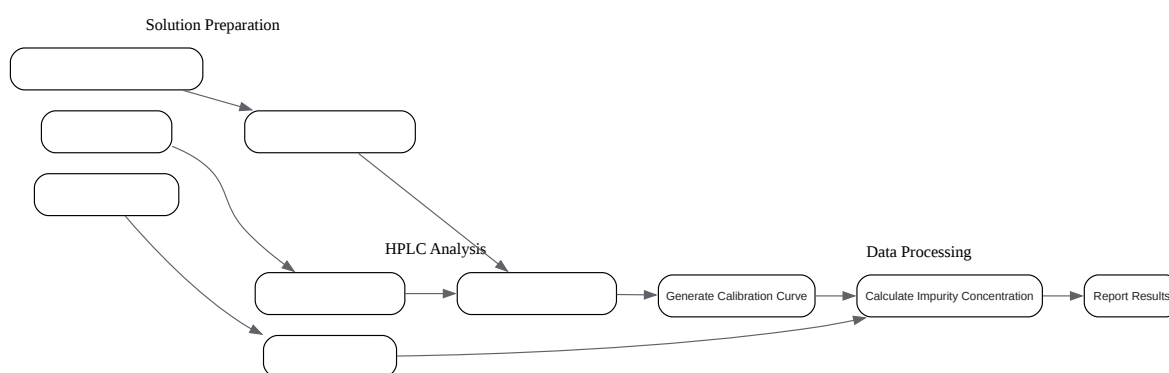 Solution Preparation
HPLC Analysis
Data Processing
Generate Calibration Curve
Calculate Impurity Concentration
Report Results